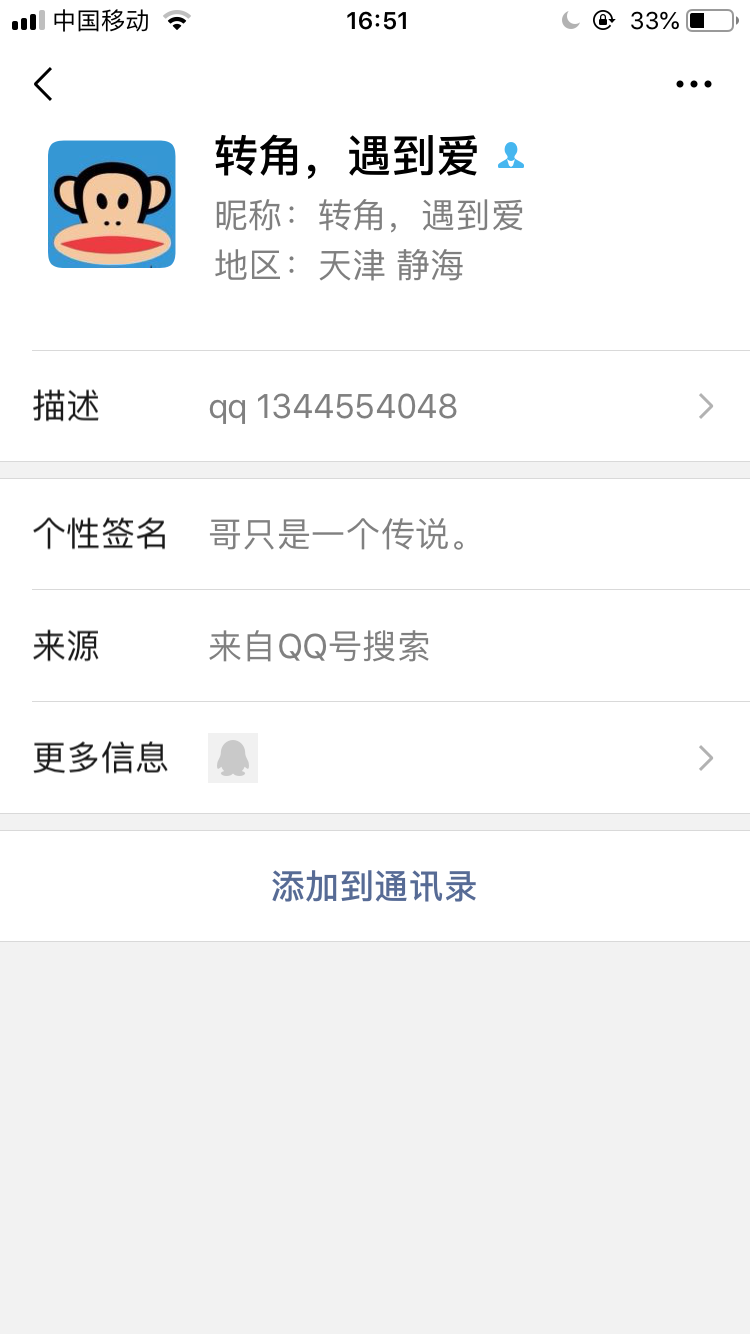 中国移动 16:51 33%
转角，遇到爱
昵称：转角，遇到爱
地区：天津 静海
描述 qq 1344554048
个性签名 哥只是一个传说。
来源 来自QQ号搜索
更多信息
添加到通讯录